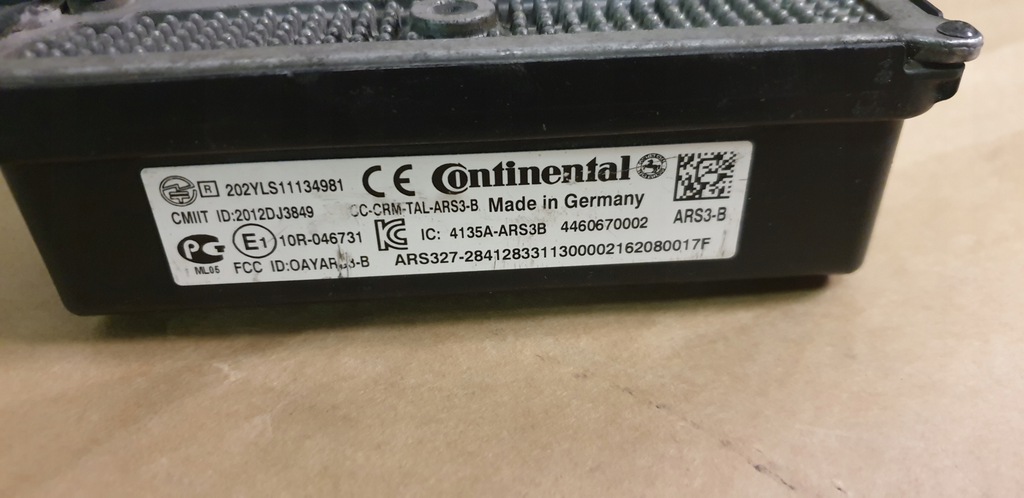 R 202YLS11134981 CE Continental
CMIIT ID:2012DJ3849 CC-CRM-TAL-ARS3-B Made in Germany
ARS3-B
E1 10R-046731 IC: 4135A-ARS3B 4460670002
ML05 FCC ID:OAYARS3-B ARS327-2841283311300002162080017F